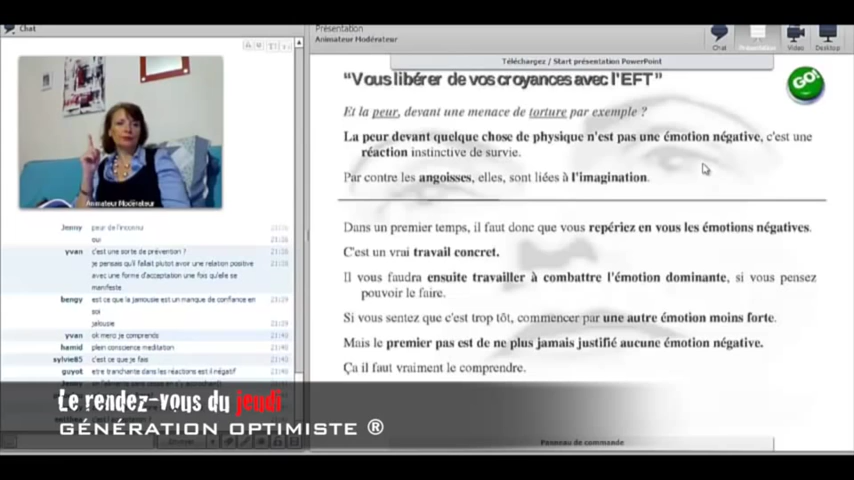 Chat
Présentation
Animateur Modérateur
Chat
Présentation
Video
Desktop
Téléchargez / Start présentation PowerPoint
“Vous libérer de vos croyances avec l'EFT”
GO!
Et la peur, devant une menace de torture par exemple ?
La peur devant quelque chose de physique n'est pas une émotion négative, c'est une
réaction instinctive de survie.
Par contre les angoisses, elles, sont liées à l'imagination.
Dans un premier temps, il faut donc que vous repériez en vous les émotions négatives.
C'est un vrai travail concret.
Il vous faudra ensuite travailler à combattre l'émotion dominante, si vous pensez
pouvoir le faire.
Si vous sentez que c'est trop tôt, commencer par une autre émotion moins forte.
Mais le premier pas est de ne plus jamais justifié aucune émotion négative.
Ça il faut vraiment le comprendre.
Animateur Modérateur
Jenny peur de l'inconnu
oui
yvan c'est une sorte de prévention ?
je pensais qu'il fallait plutot avoir une relation positive
avec une forme d'acceptation une fois qu'elle se
manifeste
bengy est ce que la jamousie est un manque de confiance en
soi
jalousie
yvan ok merci je comprends
hamid plein conscience meditation
sylvie85 c'est ce que je fais
guyot etre tranchante dans les réactions est il négatif
Jenny
Le rendez-vous du jeudi
GÉNÉRATION OPTIMISTE ®
Panneau de commande